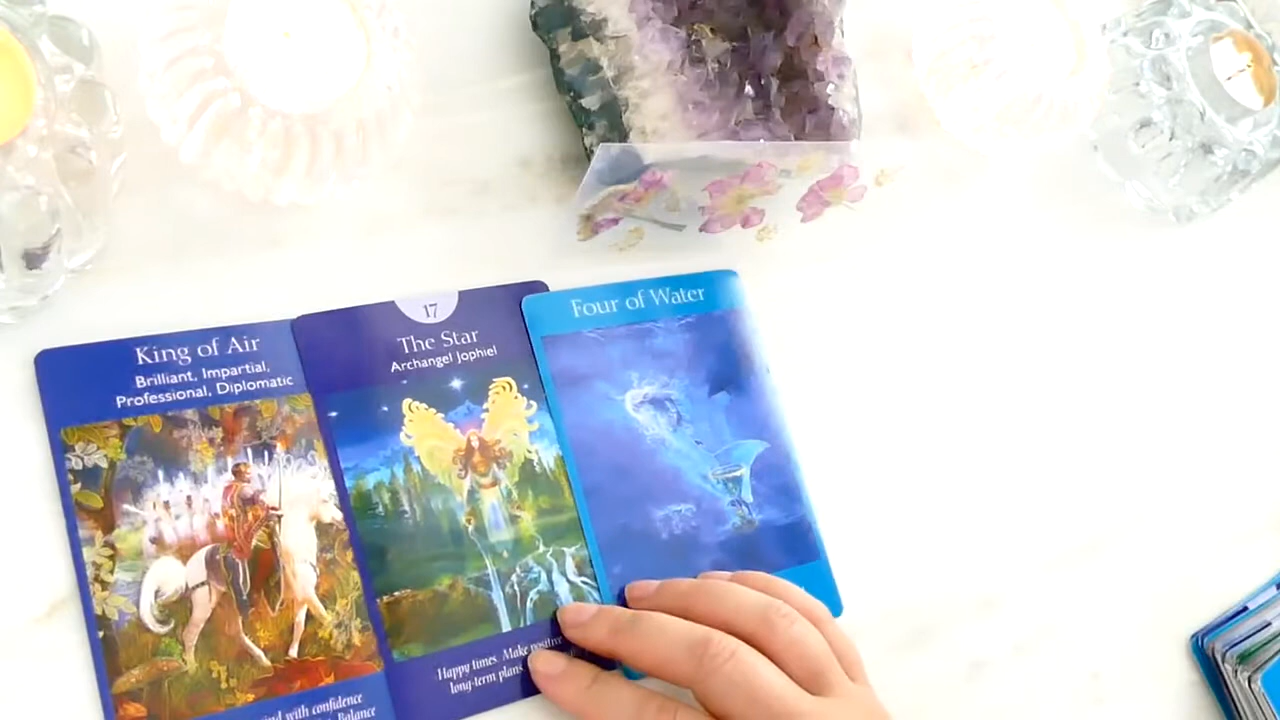 King of Air
Brilliant, Impartial,
Professional, Diplomatic
with confidence
Balance
17
The Star
Archangel Jophiel
Happy times. Make positive
long-term plans.
Four of Water